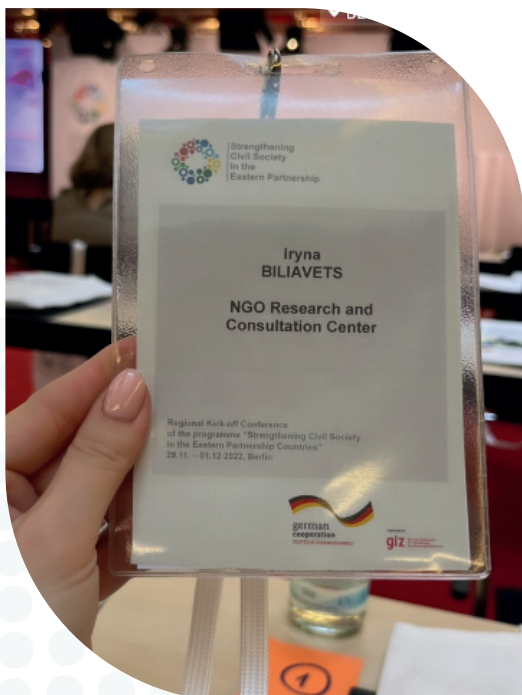 Strengthening
Civil Society
in the
Eastern Partnership
Iryna
BILIAVETS
NGO Research and
Consultation Center
Regional Kick-off Conference
of the programme "Strengthening Civil Society
in the Eastern Partnership Countries"
29.11. – 01.12 2022, Berlin
german
cooperation
giz
1